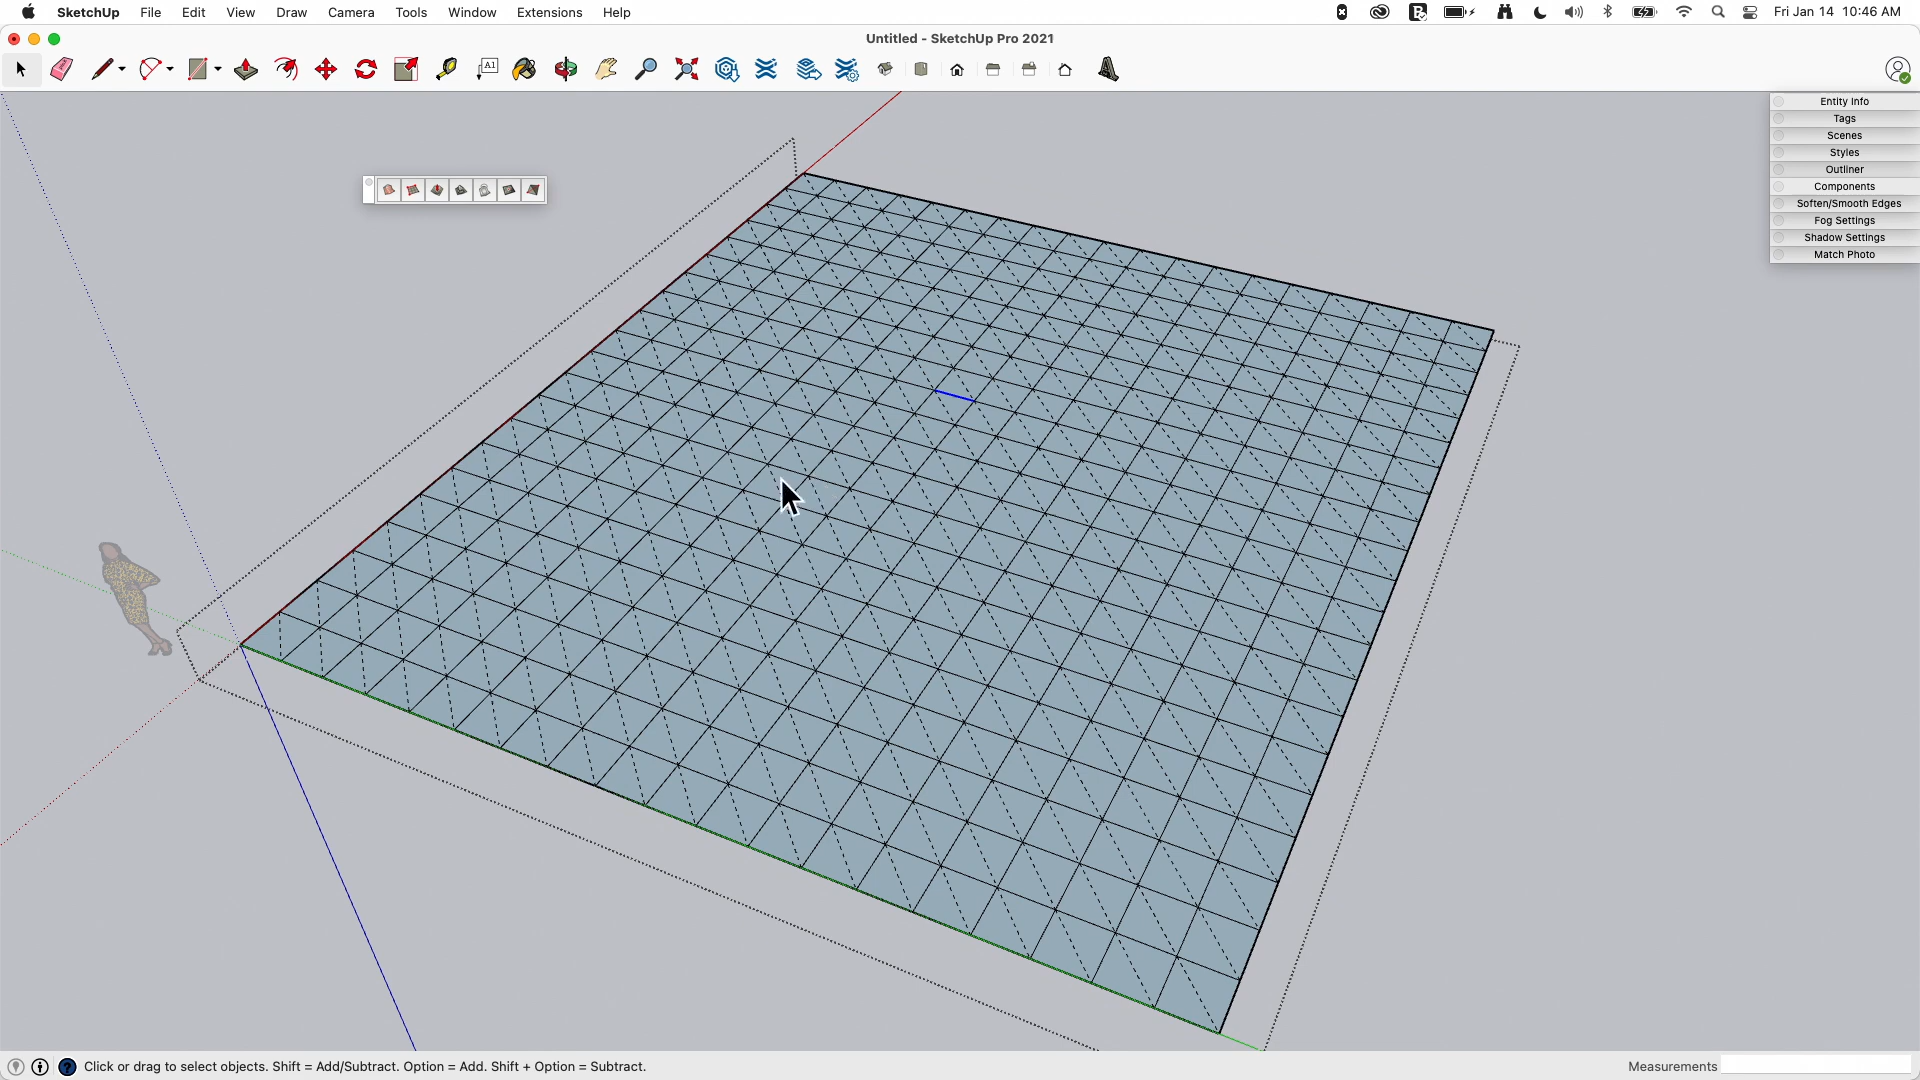 SketchUp File Edit View Draw Camera Tools Window Extensions Help Fri Jan 14 10:46 AM
Untitled - SketchUp Pro 2021
A1
Entity Info
Tags
Scenes
Styles
Outliner
Components
Soften/Smooth Edges
Fog Settings
Shadow Settings
Match Photo
Click or drag to select objects. Shift = Add/Subtract. Option = Add. Shift + Option = Subtract.
Measurements